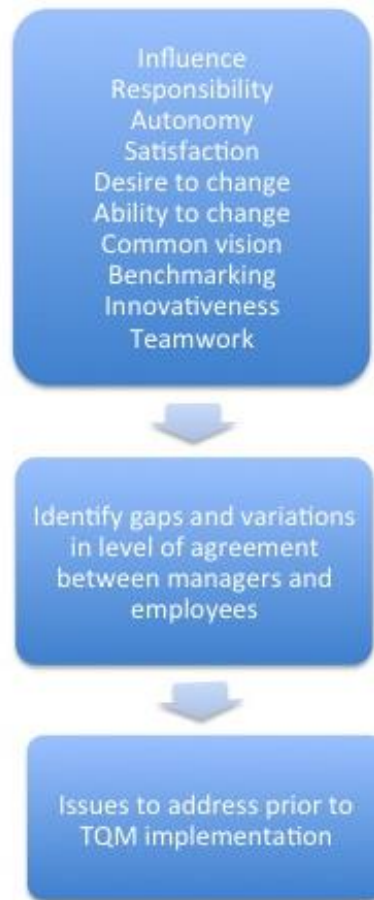 Influence
Responsibility
Autonomy
Satisfaction
Desire to change
Ability to change
Common vision
Benchmarking
Innovativeness
Teamwork
Identify gaps and variations
in level of agreement
between managers and
employees
Issues to address prior to
TQM implementation